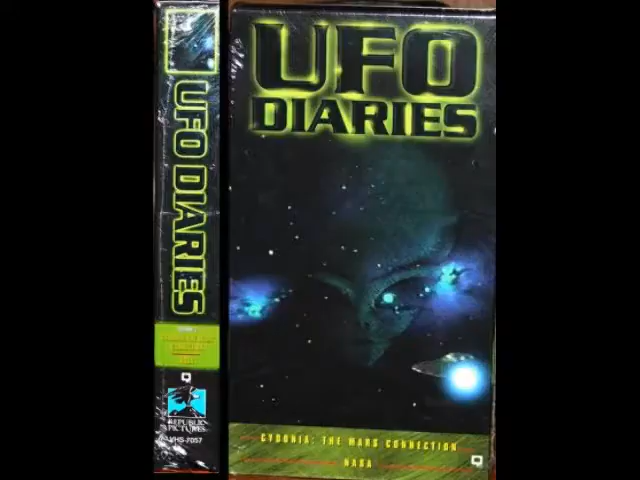 UFO DIARIES
REPUBLIC
PICTURES
VHS-7057
UFO
DIARIES
CYDONIA: THE MARS CONNECTION
NASA